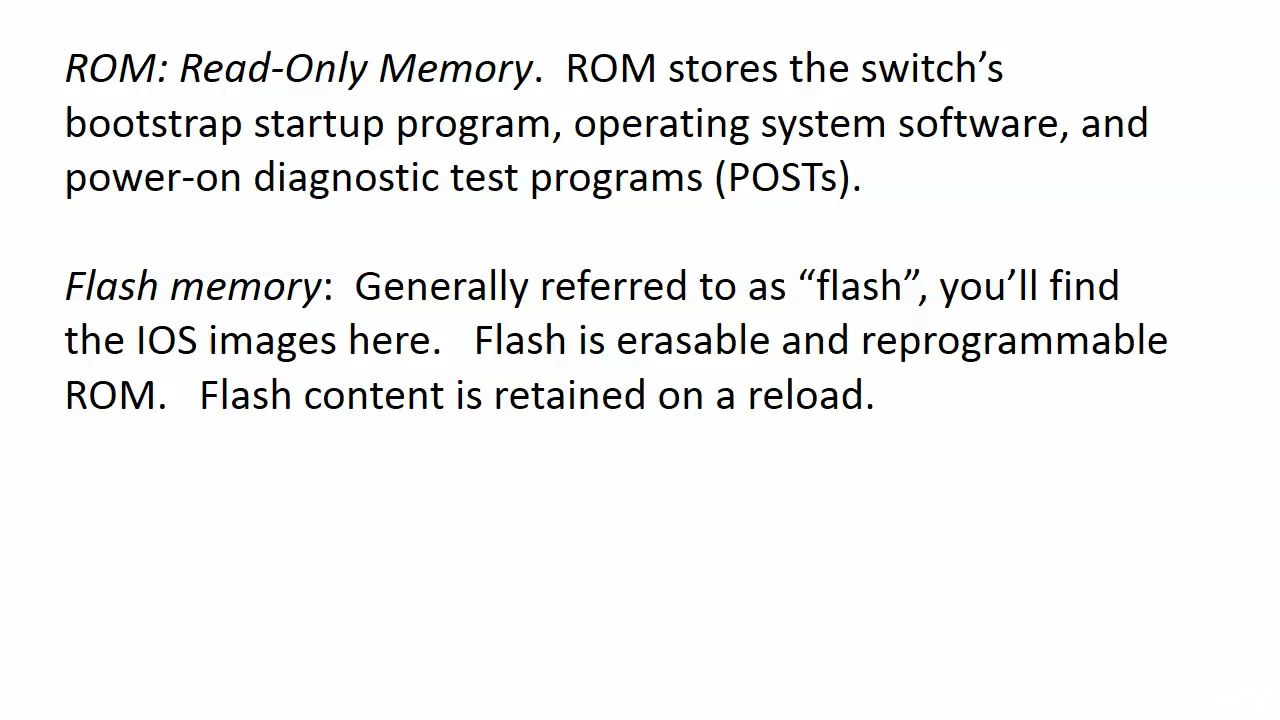 ROM: Read-Only Memory.  ROM stores the switch’s
bootstrap startup program, operating system software, and
power-on diagnostic test programs (POSTs).
Flash memory:  Generally referred to as “flash”, you’ll find
the IOS images here.   Flash is erasable and reprogrammable
ROM.   Flash content is retained on a reload.